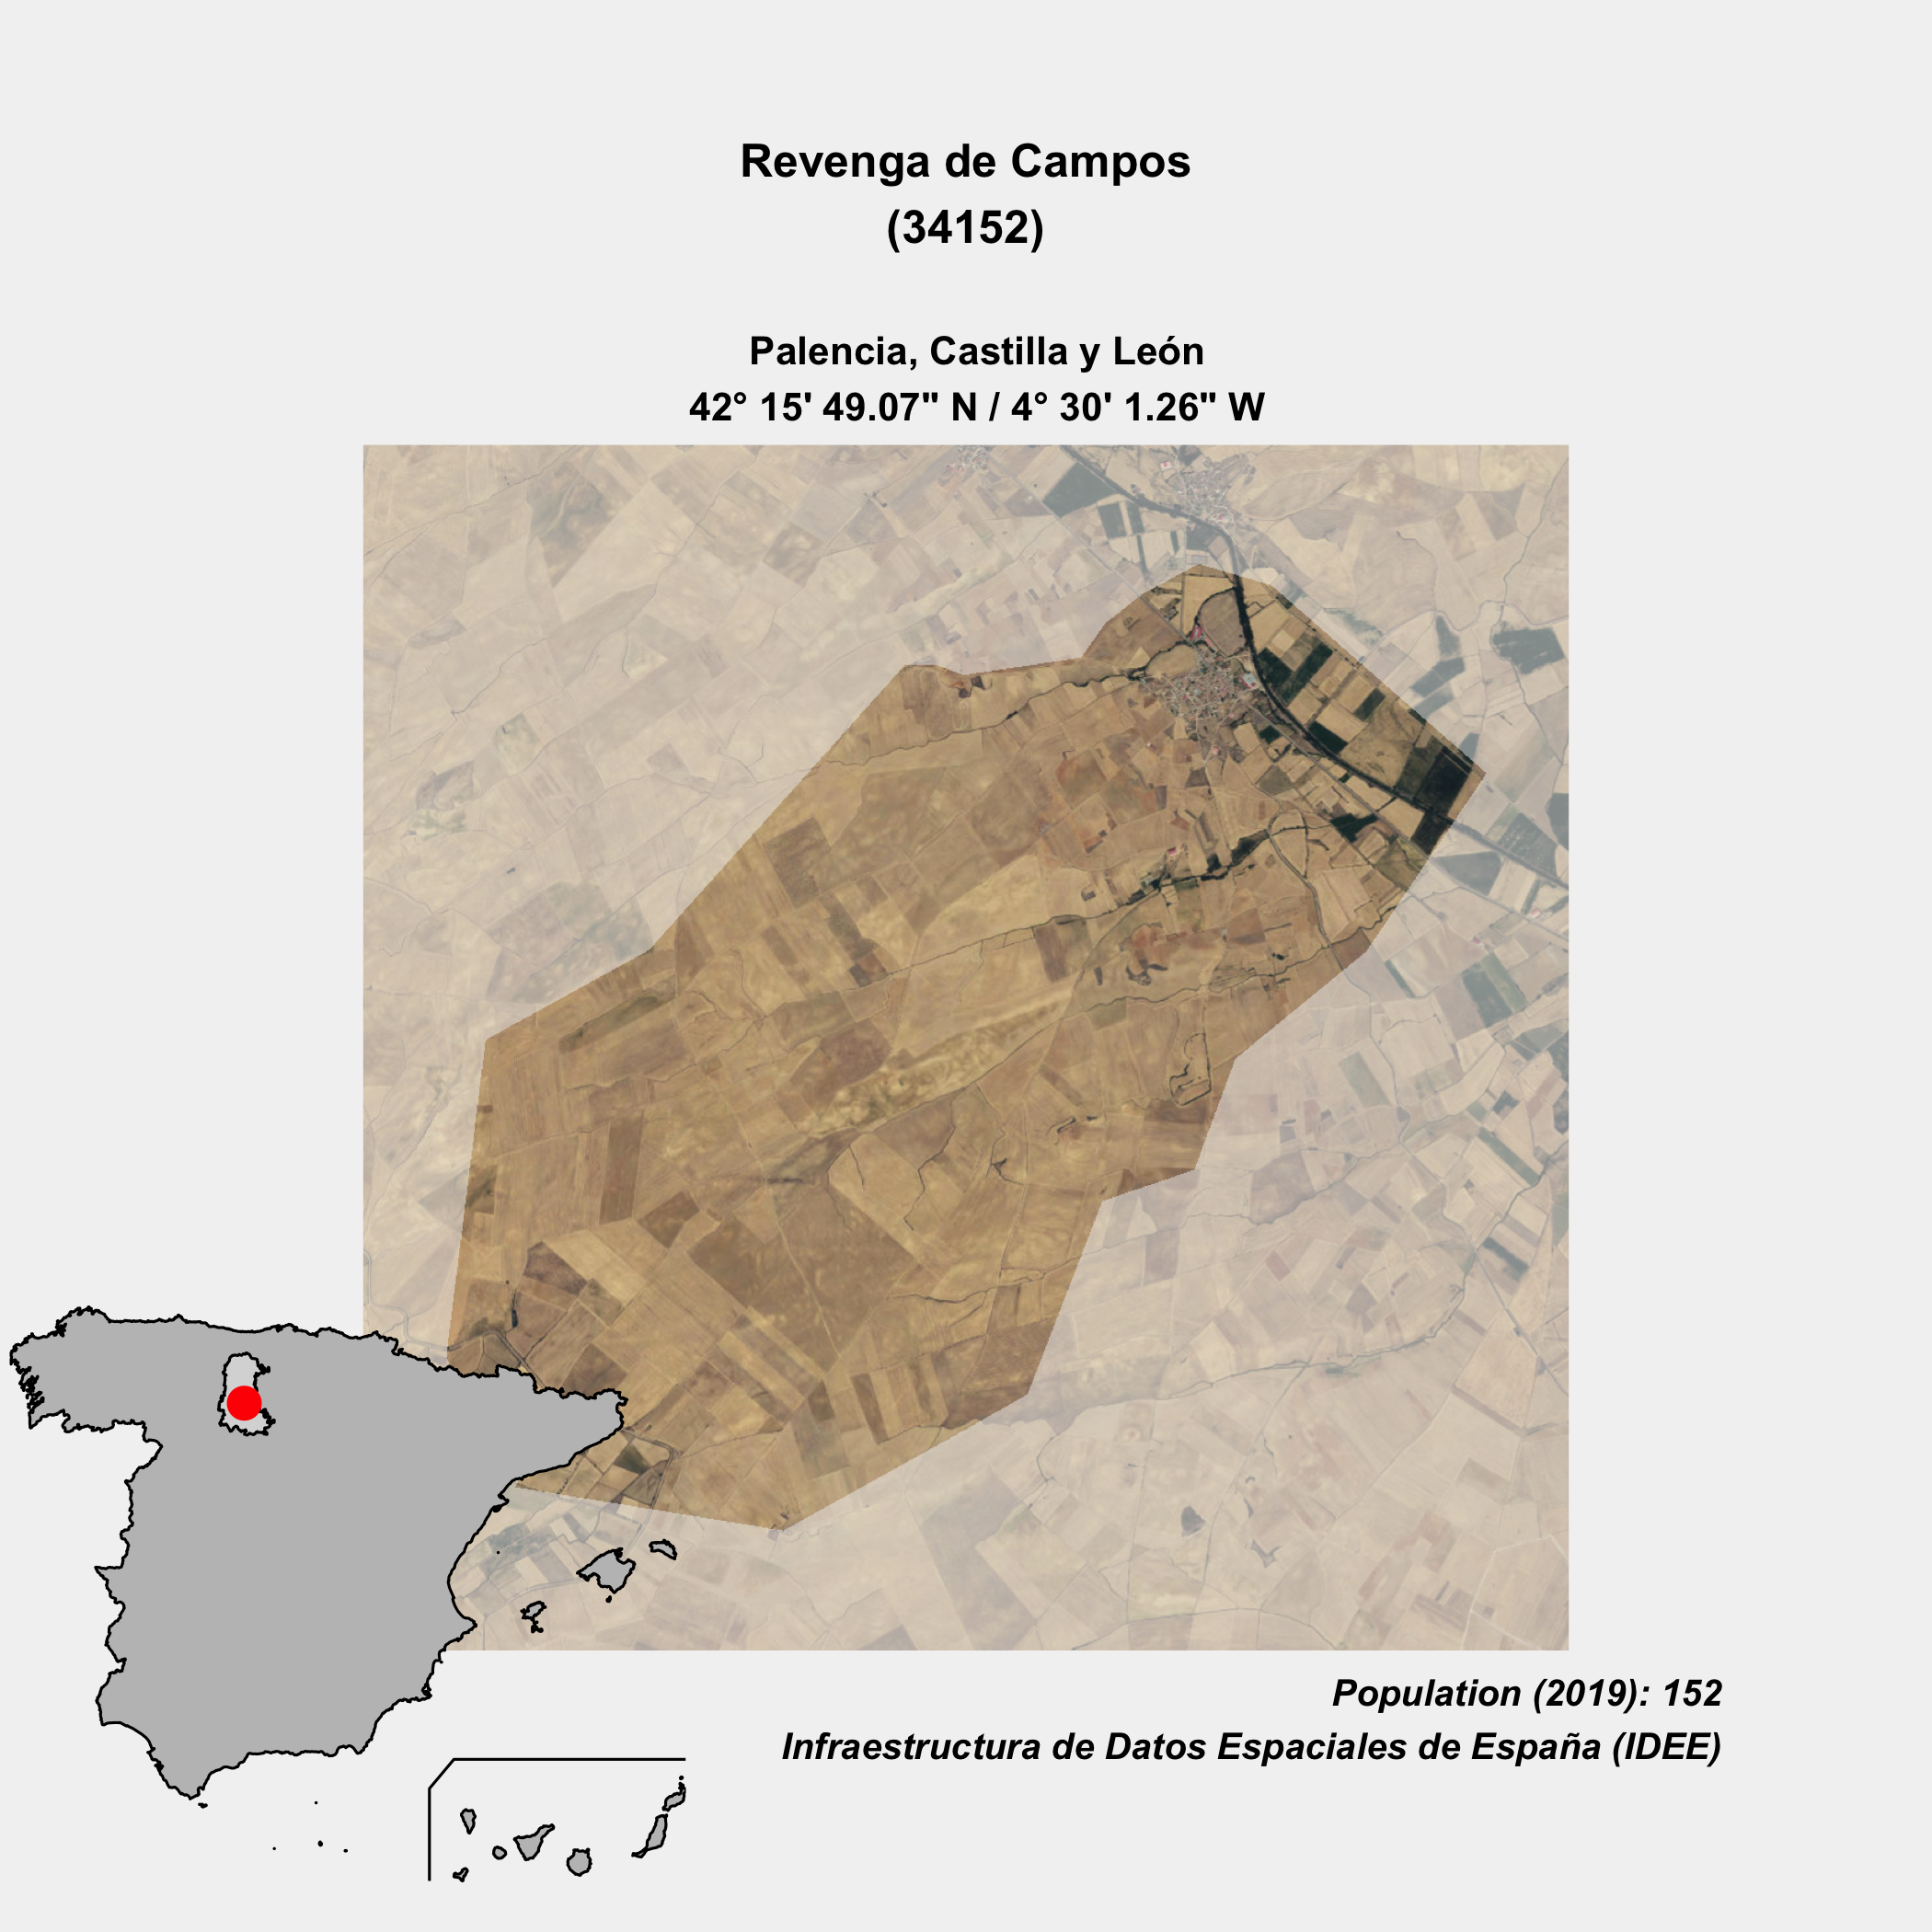 Revenga de Campos
(34152)
Palencia, Castilla y León
42° 15' 49.07" N / 4° 30' 1.26" W
Population (2019): 152
Infraestructura de Datos Espaciales de España (IDEE)